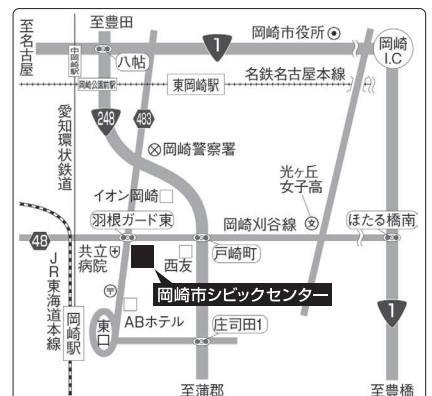 至豊田
至名古屋
中岡崎駅
八帖
1
岡崎市役所
岡崎I.C
岡崎公園前駅
東岡崎駅
名鉄名古屋本線
愛知環状鉄道
248
483
岡崎警察署
光ヶ丘
女子高
イオン岡崎
羽根ガード東
岡崎刈谷線
文
ほたる橋南
48
共立
病院
西友
戸崎町
岡崎市シビックセンター
JR東海道本線
岡崎駅
東口
ABホテル
庄司田1
1
至蒲郡
至豊橋